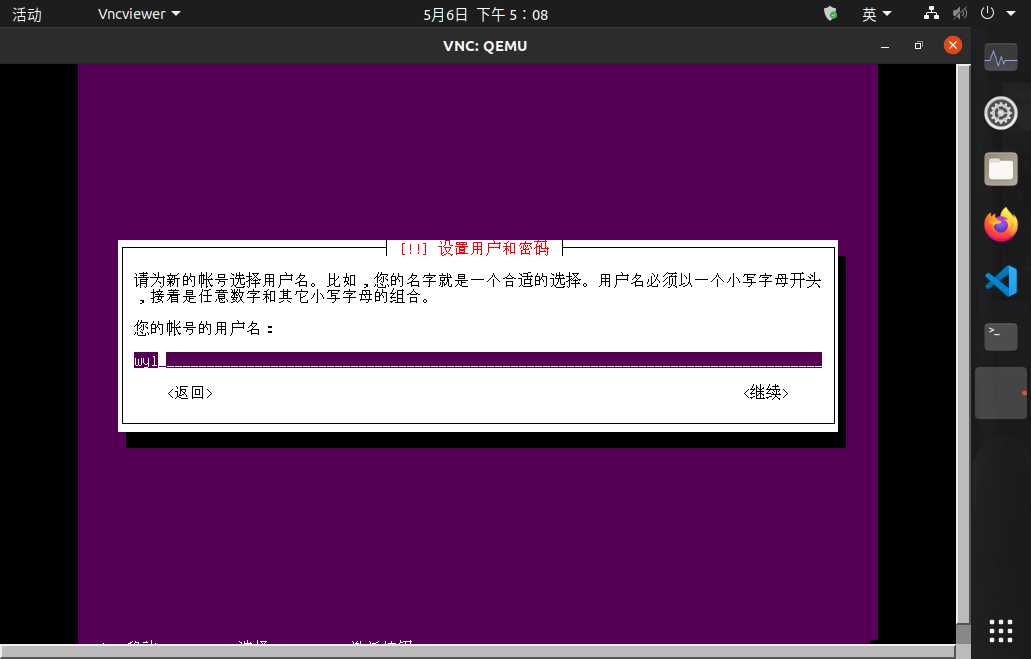 活动 Vncviewer 5月6日 下午 5：08 英
VNC: QEMU
[!!] 设置用户和密码
请为新的帐号选择用户名。比如，您的名字就是一个合适的选择。用户名必须以一个小写字母开头
，接着是任意数字和其它小写字母的组合。
您的帐号的用户名：
wyl
<返回> <继续>